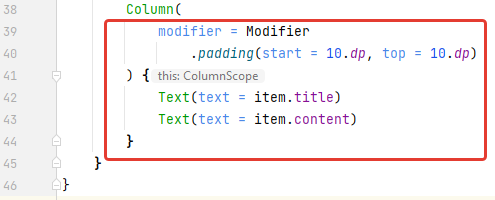 38 Column(
39 modifier = Modifier
40 .padding(start = 10.dp, top = 10.dp)
41 ) { this: ColumnScope
42 Text(text = item.title)
43 Text(text = item.content)
44 }
45 }
46 }